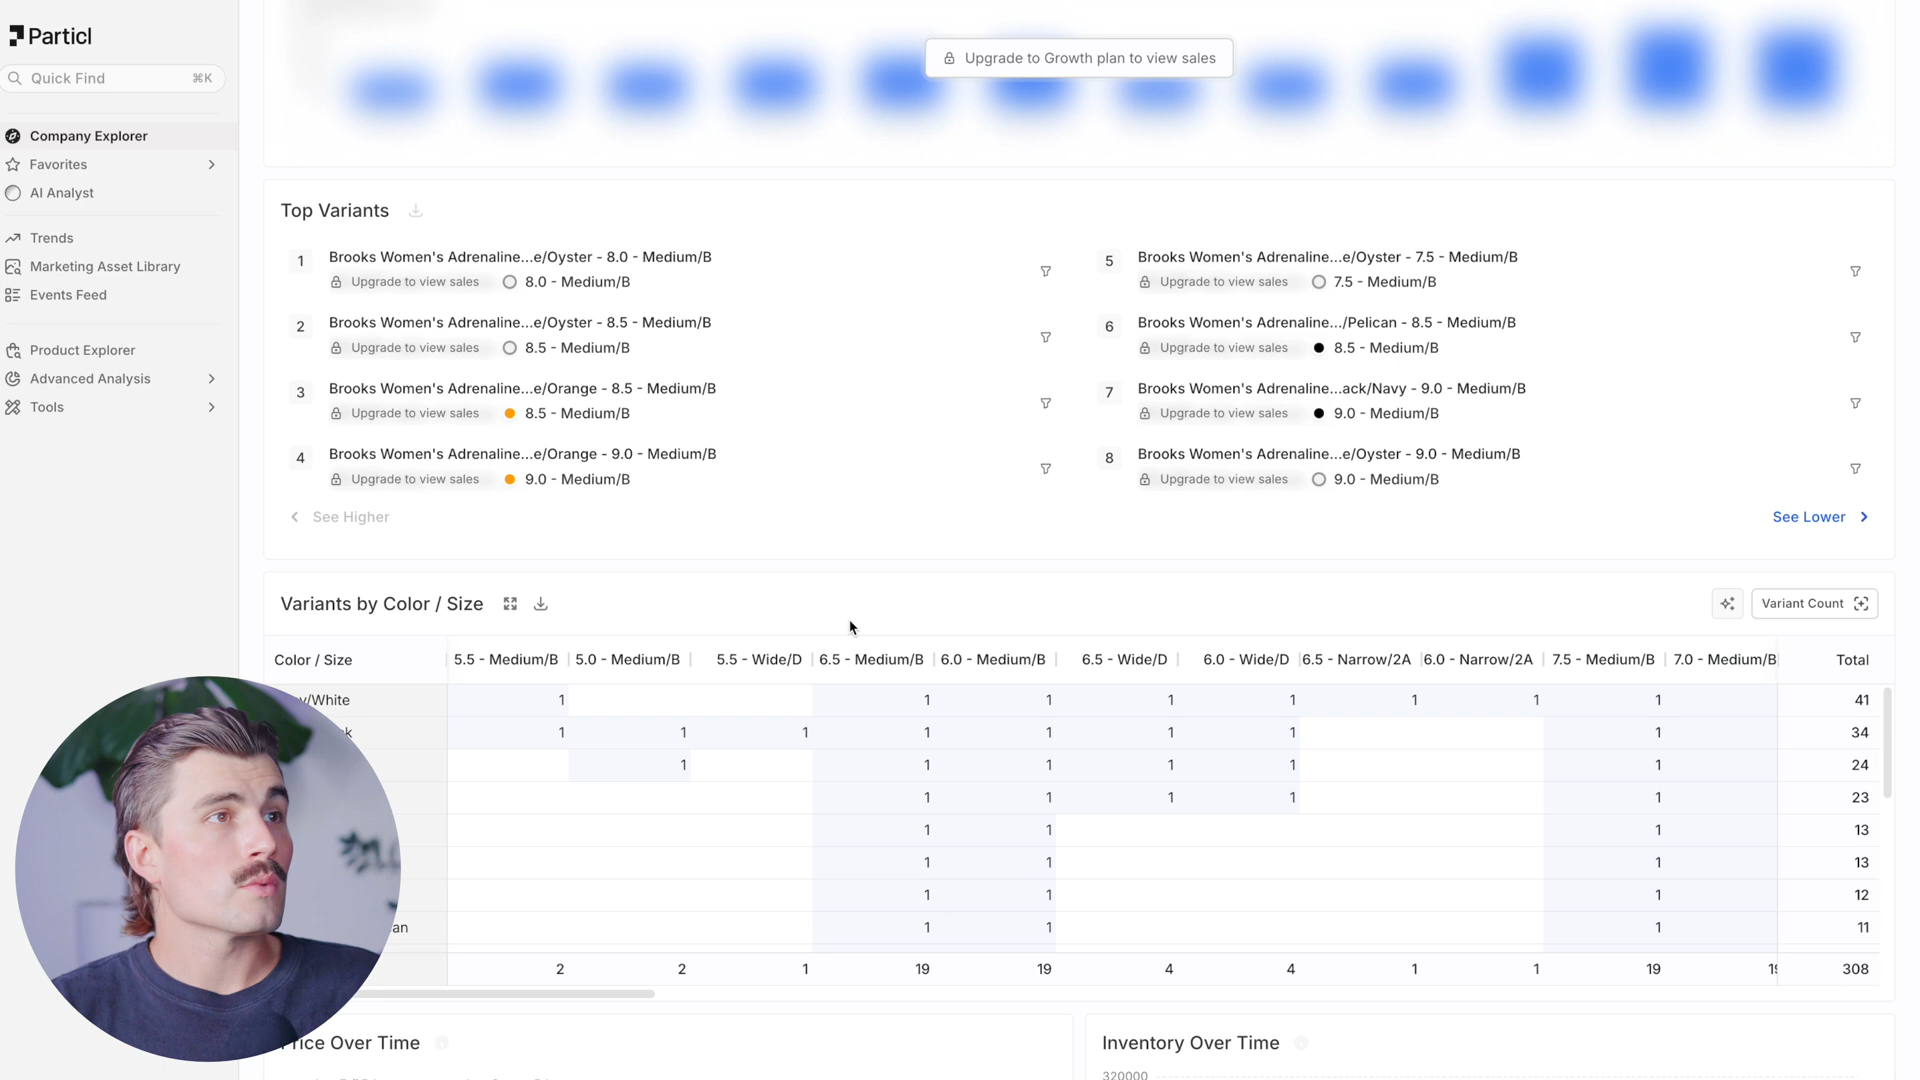 Particl
Quick Find ⌘K
Company Explorer
Favorites
AI Analyst
Trends
Marketing Asset Library
Events Feed
Product Explorer
Advanced Analysis
Tools
Upgrade to Growth plan to view sales
Top Variants
1 Brooks Women's Adrenaline...e/Oyster - 8.0 - Medium/B
Upgrade to view sales 8.0 - Medium/B
2 Brooks Women's Adrenaline...e/Oyster - 8.5 - Medium/B
Upgrade to view sales 8.5 - Medium/B
3 Brooks Women's Adrenaline...e/Orange - 8.5 - Medium/B
Upgrade to view sales 8.5 - Medium/B
4 Brooks Women's Adrenaline...e/Orange - 9.0 - Medium/B
Upgrade to view sales 9.0 - Medium/B
5 Brooks Women's Adrenaline...e/Oyster - 7.5 - Medium/B
Upgrade to view sales 7.5 - Medium/B
6 Brooks Women's Adrenaline.../Pelican - 8.5 - Medium/B
Upgrade to view sales 8.5 - Medium/B
7 Brooks Women's Adrenaline...ack/Navy - 9.0 - Medium/B
Upgrade to view sales 9.0 - Medium/B
8 Brooks Women's Adrenaline...e/Oyster - 9.0 - Medium/B
Upgrade to view sales 9.0 - Medium/B
See Higher
See Lower
Variants by Color / Size
Variant Count
Color / Size 5.5 - Medium/B 5.0 - Medium/B 5.5 - Wide/D 6.5 - Medium/B 6.0 - Medium/B 6.5 - Wide/D 6.0 - Wide/D 6.5 - Narrow/2A 6.0 - Narrow/2A 7.5 - Medium/B 7.0 - Medium/B Total
/White 1 1 1 1 1 1 1 1 41
k 1 1 1 1 1 1 1 1 34
1 1 1 1 1 1 24
1 1 1 1 1 23
1 1 1 13
1 1 1 13
1 1 1 12
an 1 1 1 11
2 2 1 19 19 4 4 1 1 19 308
Price Over Time
Inventory Over Time
320000